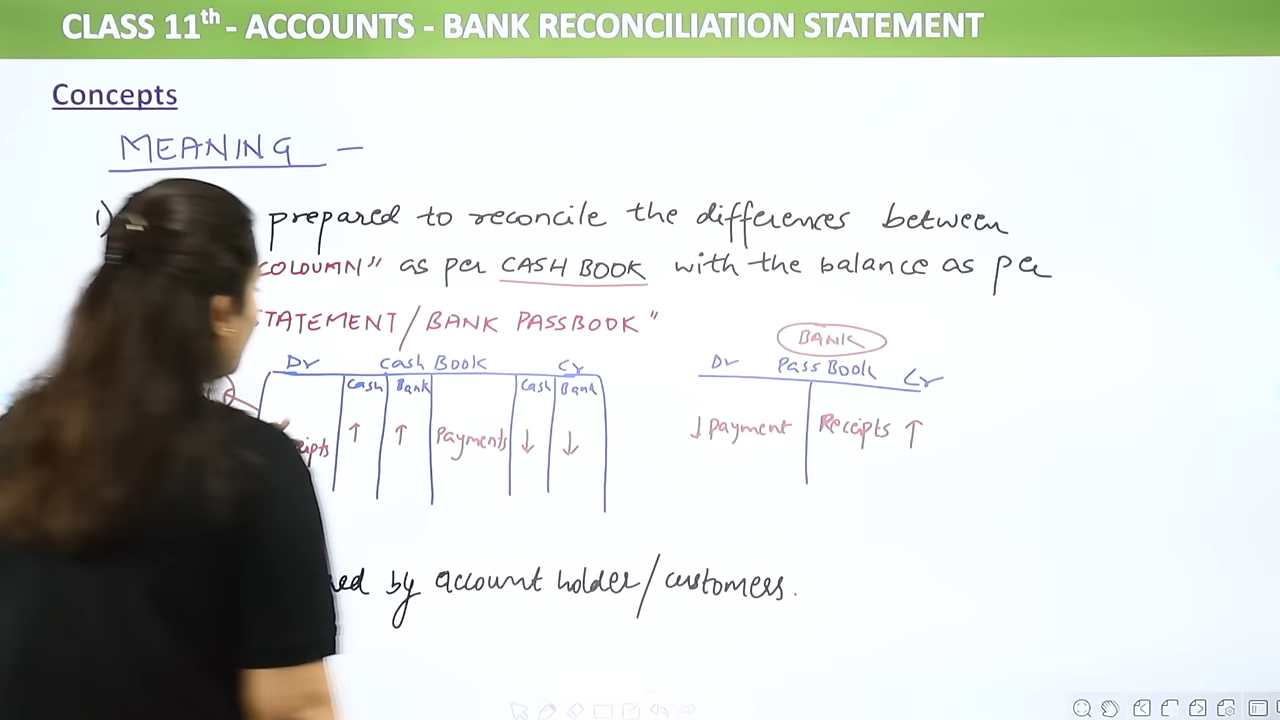 CLASS 11th - ACCOUNTS - BANK RECONCILIATION STATEMENT
Concepts
MEANING -
1) prepared to reconcile the differences between
COLOUMN" as per CASH BOOK with the balance as per
STATEMENT / BANK PASSBOOK"
BANK
Dr Cash Book Cr
Dr Pass Book Cr
Cash Bank Cash Bank
↑ ↑ Payments ↓ ↓
↓ Payment Receipts ↑
by account holder / customers.